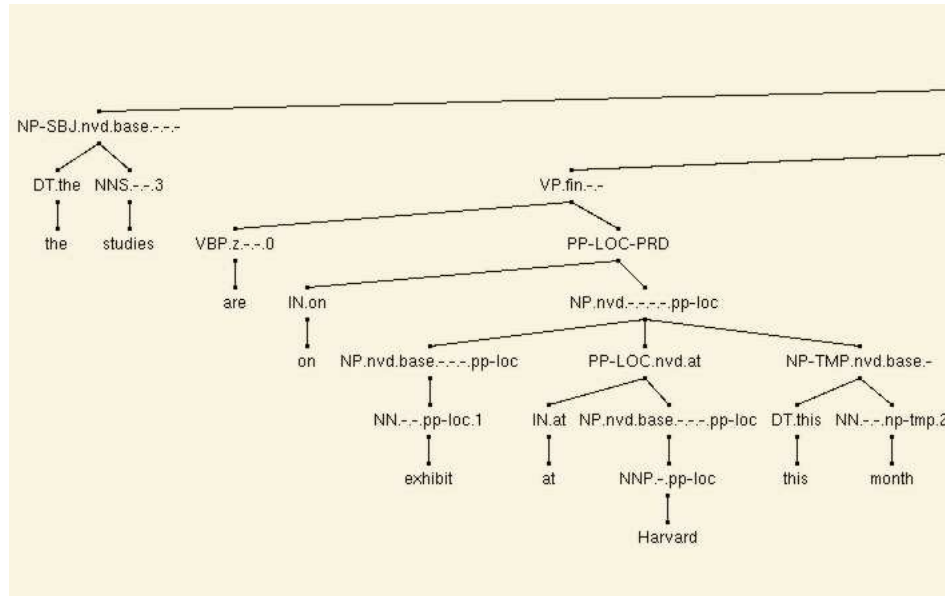 NP-SBJ.nvd.base.-.-.-
DT.the NNS.-.-.3 VP.fin.-.-
the studies VBP.z.-.-.0 PP-LOC-PRD
are IN.on NP.nvd.-.-.-.-.pp-loc
on NP.nvd.base.-.-.-.pp-loc PP-LOC.nvd.at NP-TMP.nvd.base.-
NN.-.-.pp-loc.1 IN.at NP.nvd.base.-.-.-.pp-loc DT.this NN.-.-.np-tmp.2
exhibit at NNP.-.pp-loc this month
Harvard